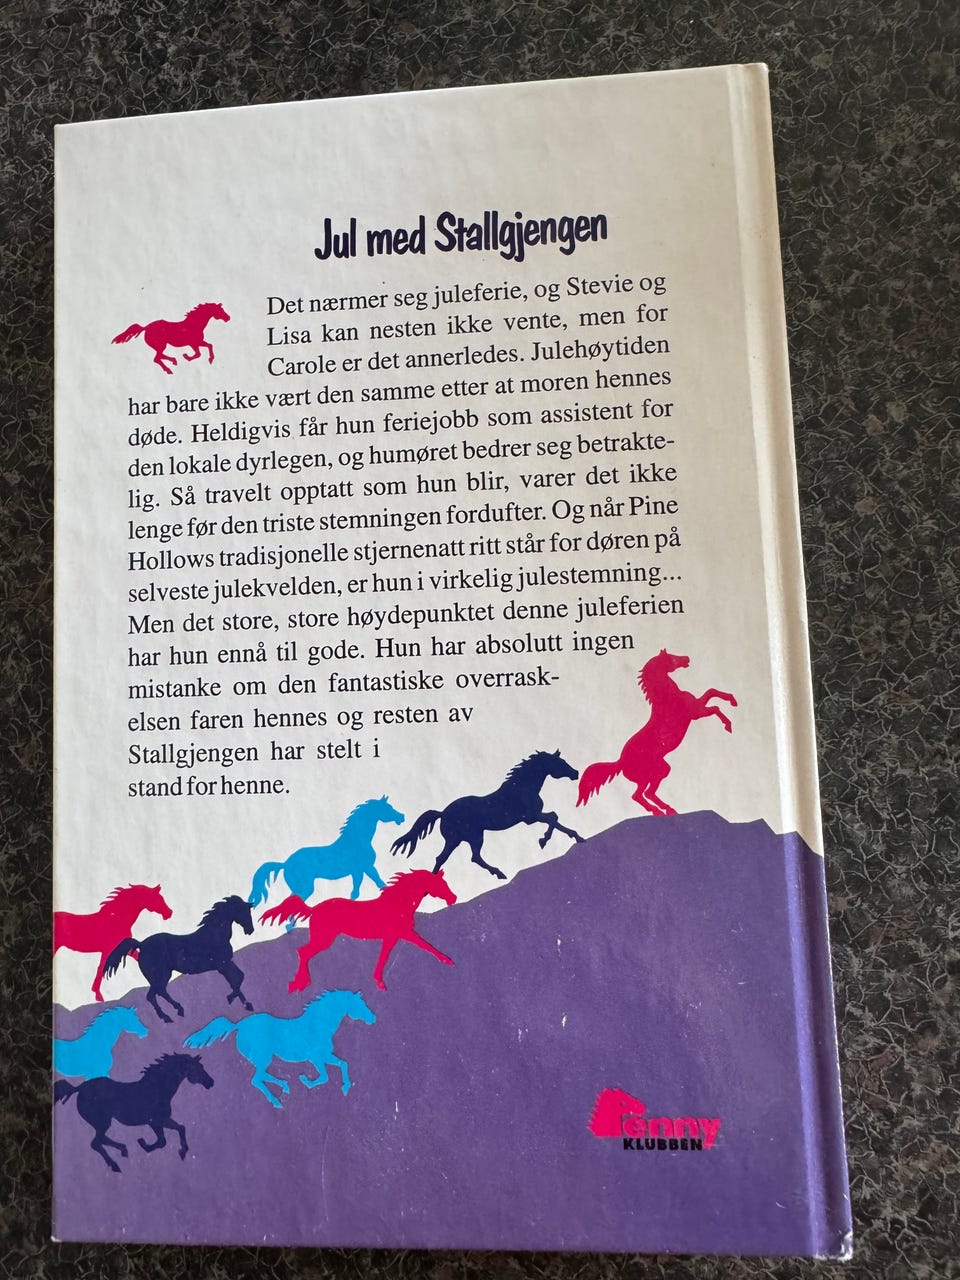 Jul med Stallgjengen
Det nærmer seg juleferie, og Stevie og
Lisa kan nesten ikke vente, men for
Carole er det annerledes. Julehøytiden
har bare ikke vært den samme etter at moren hennes
døde. Heldigvis får hun feriejobb som assistent for
den lokale dyrlegen, og humøret bedrer seg betrakte-
lig. Så travelt opptatt som hun blir, varer det ikke
lenge før den triste stemningen fordufter. Og når Pine
Hollows tradisjonelle stjernenatt ritt står for døren på
selveste julekvelden, er hun i virkelig julestemning...
Men det store, store høydepunktet denne juleferien
har hun ennå til gode. Hun har absolutt ingen
mistanke om den fantastiske overrask-
elsen faren hennes og resten av
Stallgjengen har stelt i
stand for henne.
Penny
KLUBBEN